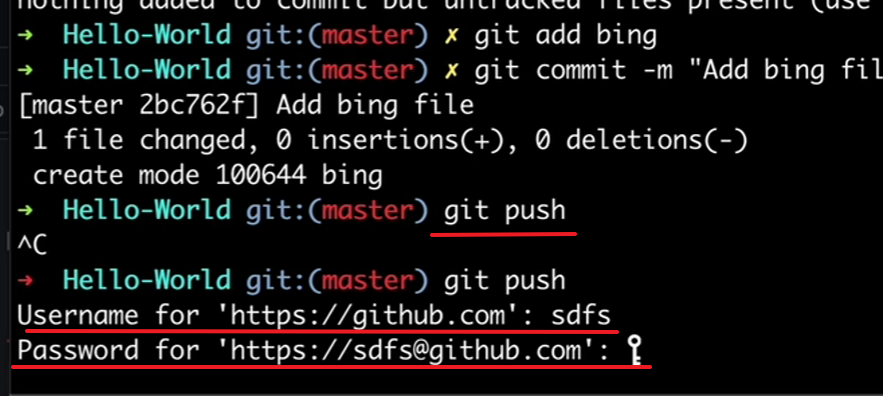 nothing added to commit but untracked files present (use
➜ Hello-World git:(master) ✗ git add bing
➜ Hello-World git:(master) ✗ git commit -m "Add bing fil
[master 2bc762f] Add bing file
1 file changed, 0 insertions(+), 0 deletions(-)
create mode 100644 bing
➜ Hello-World git:(master) git push
^C
➜ Hello-World git:(master) git push
Username for 'https://github.com': sdfs
Password for 'https://sdfs@github.com':